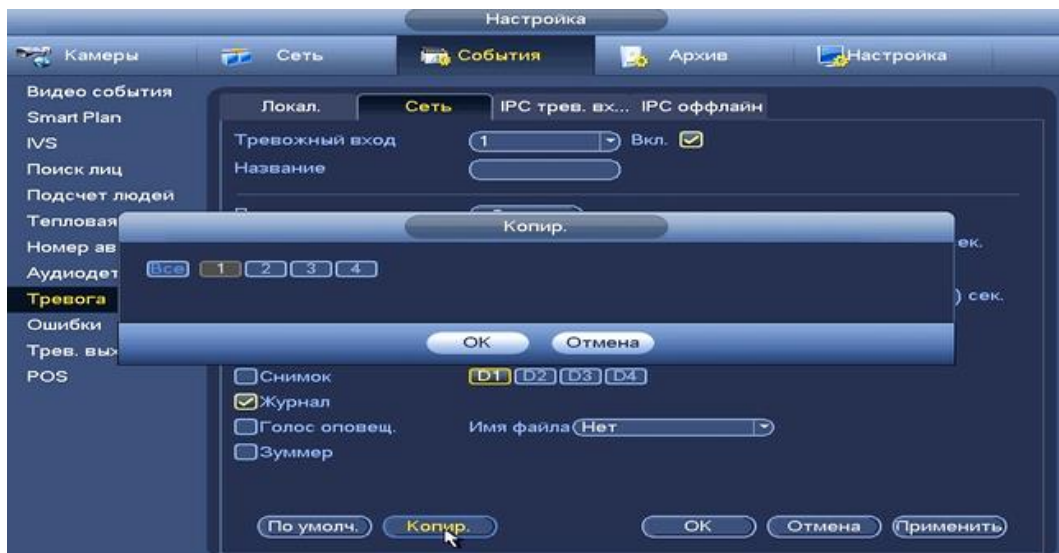 Настройка
Камеры Сеть События Архив Настройка
Видео события
Smart Plan
IVS
Поиск лиц
Подсчет людей
Тепловая
Номер ав
Аудиодет
Тревога
Ошибки
Трев. вых
POS
Локал. Сеть IPC трев. вх... IPC оффлайн
Тревожный вход 1 Вкл.
Название
Копир.
ек.
Все 1 2 3 4
) сек.
OK Отмена
Снимок D1 D2 D3 D4
Журнал
Голос оповещ. Имя файла Нет
Зуммер
По умолч. Копир. OK Отмена Применить